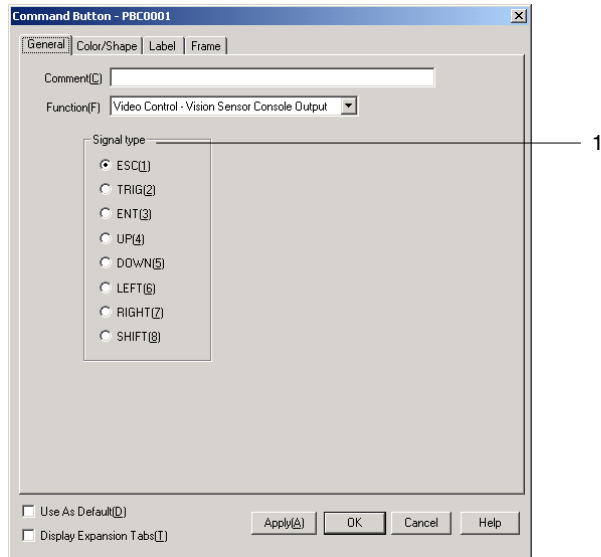 Command Button - PBC0001
General Color/Shape Label Frame
Comment(C)
Function(F) Video Control - Vision Sensor Console Output
Signal type
1
ESC(1)
TRIG(2)
ENT(3)
UP(4)
DOWN(5)
LEFT(6)
RIGHT(7)
SHIFT(8)
Use As Default(D)
Display Expansion Tabs(T)
Apply(A) OK Cancel Help